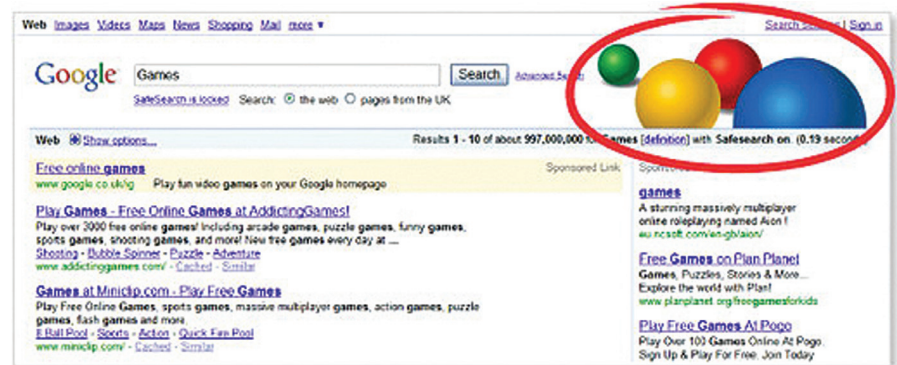 Web Images Videos Maps News Shopping Mail more ▼
Search Sign in
Google Games Search Advanced Search
SafeSearch is locked Search: the web pages from the UK
Web Show options...
Results 1 - 10 of about 997,000,000 for Games [definition] with Safesearch on. (0.19 seconds)
Free online games
www.google.co.uk/ig Play fun video games on your Google homepage
Sponsored Link
Play Games - Free Online Games at AddictingGames!
Play over 3000 free online games! Including arcade games, puzzle games, funny games,
sports games, shooting games, and more! New free games every day at ...
Shooting - Bubble Spinner - Puzzle - Adventure
www.addictinggames.com/ - Cached - Similar
Games at Miniclip.com - Play Free Games
Play Free Online Games, sports games, massive multiplayer games, action games, puzzle
games, flash games and more.
8 Ball Pool - Sports - Action - Quick Fire Pool
www.miniclip.com/ - Cached - Similar
games
A stunning massively multiplayer
online roleplaying named Aion !
eu.ncsoft.com/en-gb/aion/
Free Games on Plan Planet
Games, Puzzles, Stories & More...
Explore the world with Plan!
www.planplanet.org/freegamesforkids
Play Free Games At Pogo
Play Over 100 Games Online At Pogo.
Sign Up & Play For Free. Join Today